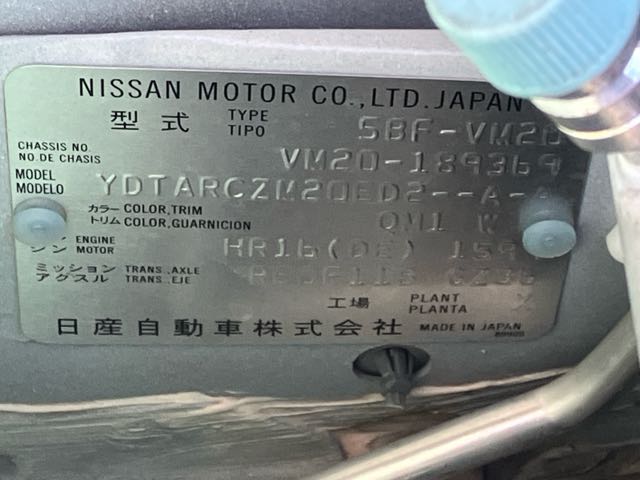 NISSAN MOTOR CO.,LTD.JAPAN
型式 TYPE TIPO 5BF-VM20
CHASSIS NO. NO.DE CHASIS VM20-189369
MODEL MODELO YDTARCZM20ED2--A-A
カラー COLOR,TRIM
トリム COLOR,GUARNICION QM1 W
ENGINE MOTOR HR16(DE) 159
ミッション TRANS.,AXLE
アクスル TRANS.,EJE
工場 PLANT PLANTA X
日産自動車株式会社 MADE IN JAPAN